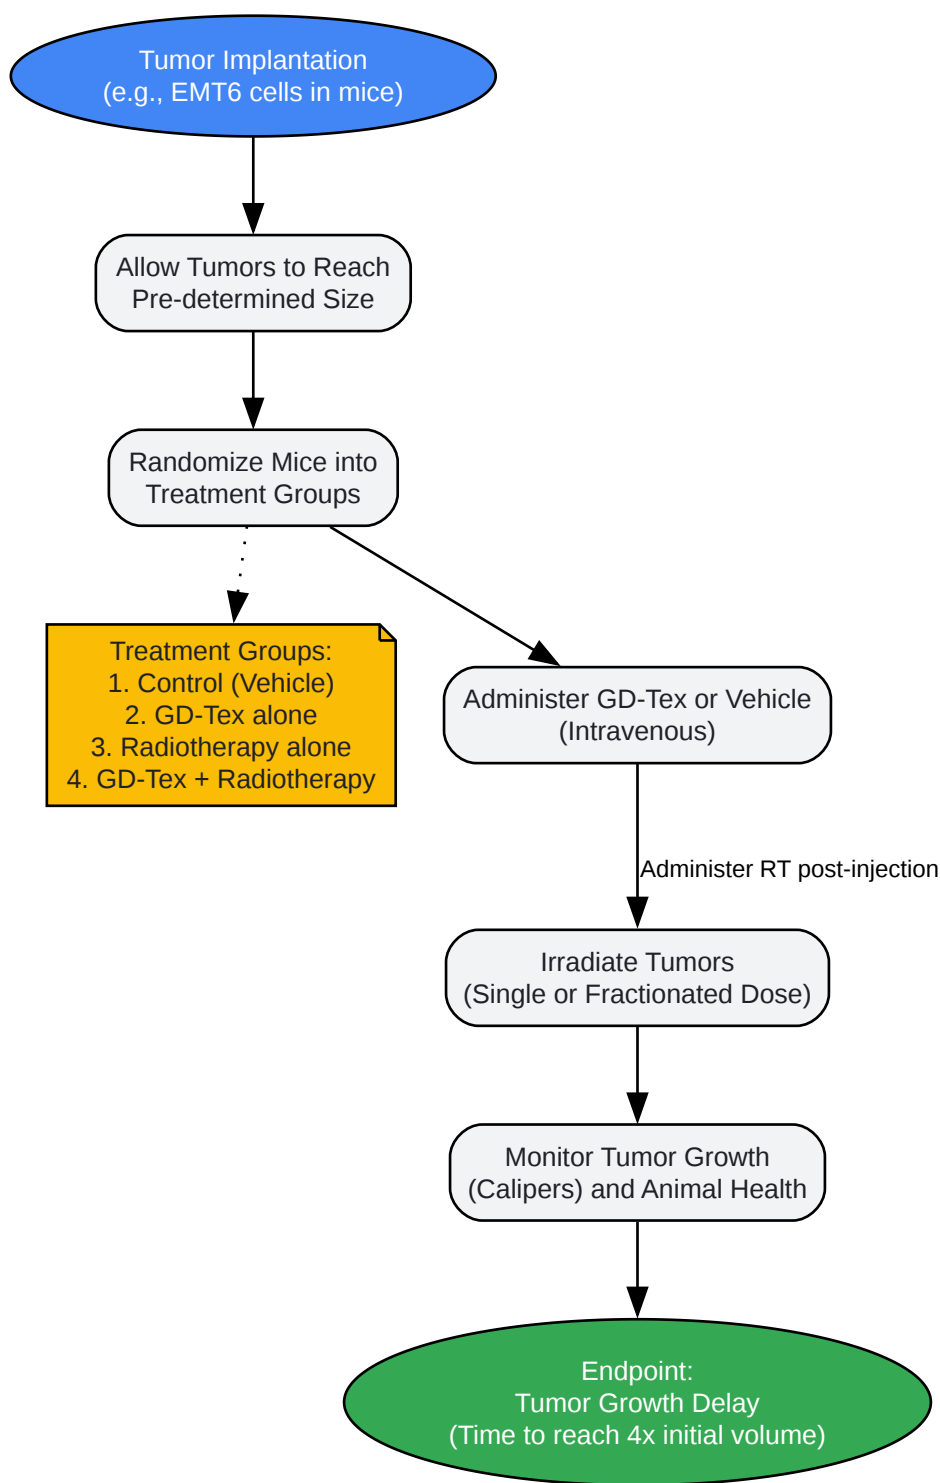 Tumor Implantation
(e.g., EMT6 cells in mice)
Allow Tumors to Reach
Pre-determined Size
Randomize Mice into
Treatment Groups
Treatment Groups:
1. Control (Vehicle)
2. GD-Tex alone
3. Radiotherapy alone
4. GD-Tex + Radiotherapy
Administer GD-Tex or Vehicle
(Intravenous)
Administer RT post-injection
Irradiate Tumors
(Single or Fractionated Dose)
Monitor Tumor Growth
(Calipers) and Animal Health
Endpoint:
Tumor Growth Delay
(Time to reach 4x initial volume)